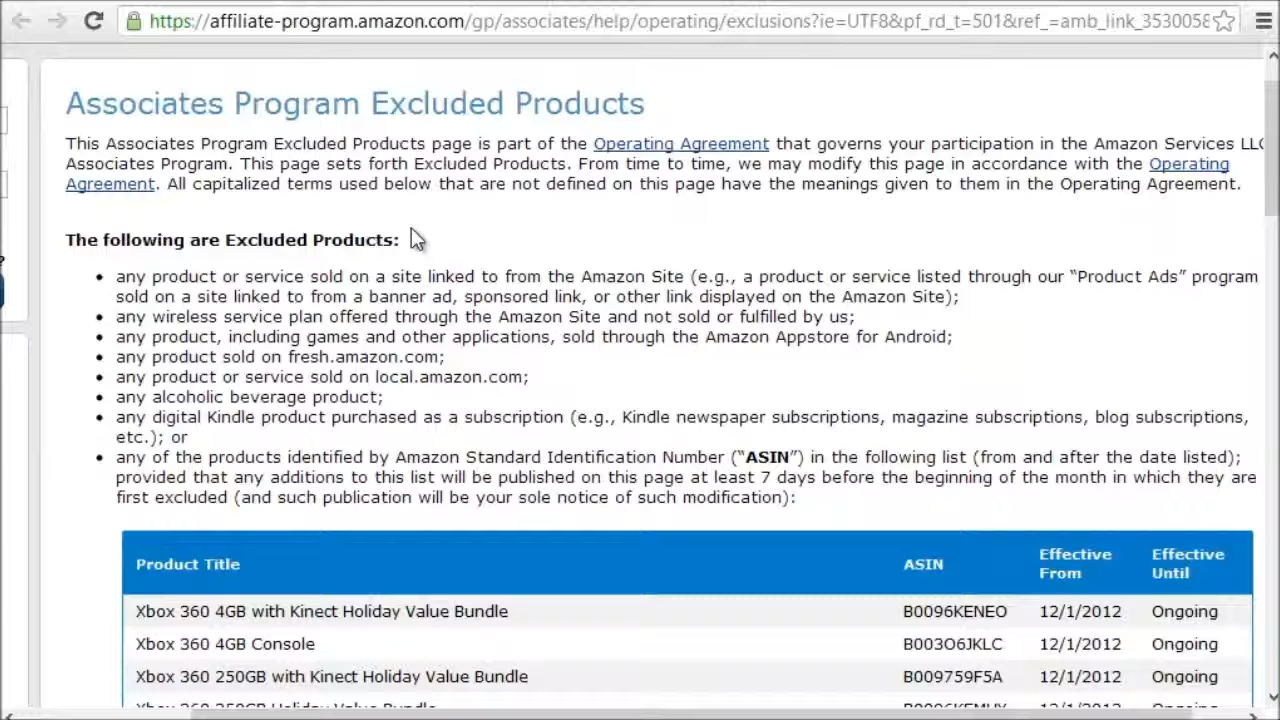 https://affiliate-program.amazon.com/gp/associates/help/operating/exclusions?ie=UTF8&pf_rd_t=501&ref_=amb_link_3530058
Associates Program Excluded Products
This Associates Program Excluded Products page is part of the Operating Agreement that governs your participation in the Amazon Services LLC
Associates Program. This page sets forth Excluded Products. From time to time, we may modify this page in accordance with the Operating
Agreement. All capitalized terms used below that are not defined on this page have the meanings given to them in the Operating Agreement.
The following are Excluded Products:
• any product or service sold on a site linked to from the Amazon Site (e.g., a product or service listed through our “Product Ads” program
sold on a site linked to from a banner ad, sponsored link, or other link displayed on the Amazon Site);
• any wireless service plan offered through the Amazon Site and not sold or fulfilled by us;
• any product, including games and other applications, sold through the Amazon Appstore for Android;
• any product sold on fresh.amazon.com;
• any product or service sold on local.amazon.com;
• any alcoholic beverage product;
• any digital Kindle product purchased as a subscription (e.g., Kindle newspaper subscriptions, magazine subscriptions, blog subscriptions,
etc.); or
• any of the products identified by Amazon Standard Identification Number (“ASIN”) in the following list (from and after the date listed);
provided that any additions to this list will be published on this page at least 7 days before the beginning of the month in which they are
first excluded (and such publication will be your sole notice of such modification):
Product Title ASIN Effective From Effective Until
Xbox 360 4GB with Kinect Holiday Value Bundle B0096KENEO 12/1/2012 Ongoing
Xbox 360 4GB Console B003O6JKLC 12/1/2012 Ongoing
Xbox 360 250GB with Kinect Holiday Value Bundle B009759F5A 12/1/2012 Ongoing